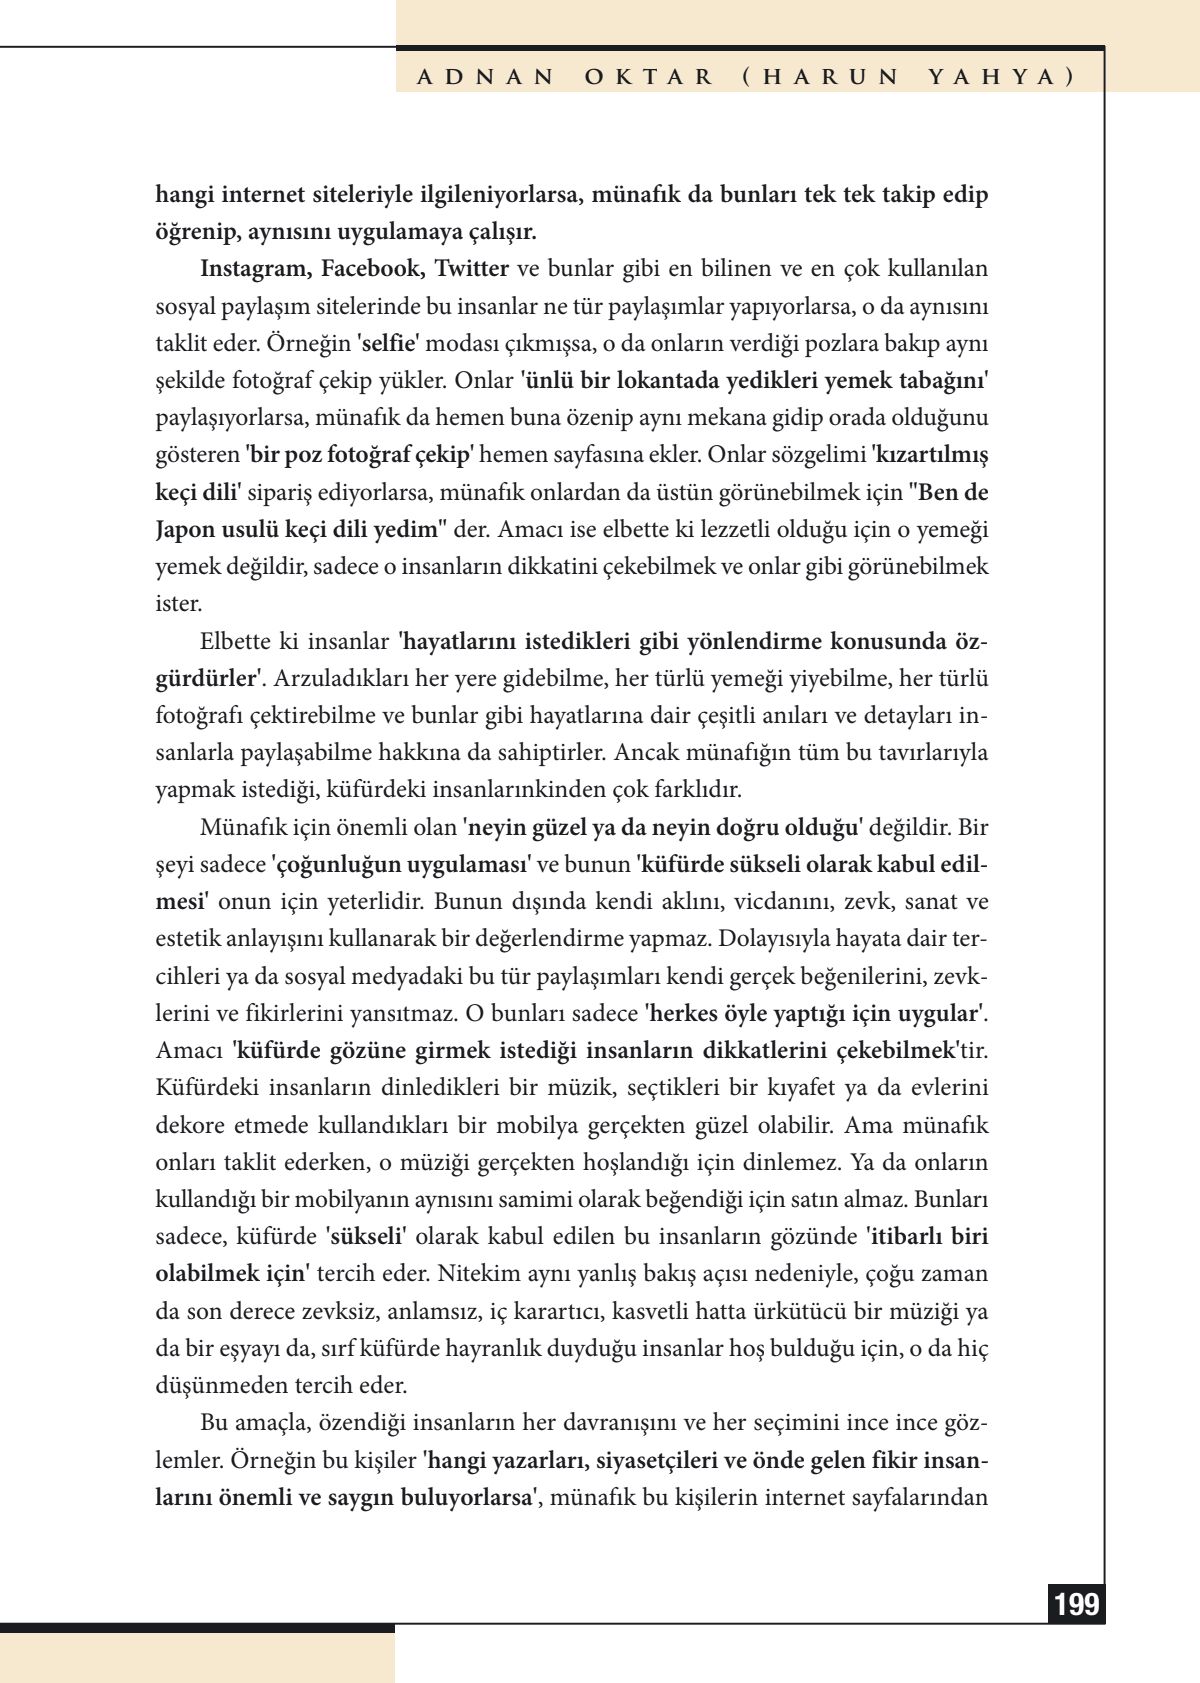 ADNAN OKTAR (HARUN YAHYA)
hangi internet siteleriyle ilgileniyorlarsa, münafık da bunları tek tek takip edip
öğrenip, aynısını uygulamaya çalışır.
Instagram, Facebook, Twitter ve bunlar gibi en bilinen ve en çok kullanılan
sosyal paylaşım sitelerinde bu insanlar ne tür paylaşımlar yapıyorlarsa, o da aynısını
taklit eder. Örneğin 'selfie' modası çıkmışsa, o da onların verdiği pozlara bakıp aynı
şekilde fotoğraf çekip yükler. Onlar 'ünlü bir lokantada yedikleri yemek tabağını'
paylaşıyorlarsa, münafık da hemen buna özenip aynı mekana gidip orada olduğunu
gösteren 'bir poz fotoğraf çekip' hemen sayfasına ekler. Onlar sözgelimi 'kızartılmış
keçi dili' sipariş ediyorlarsa, münafık onlardan da üstün görünebilmek için "Ben de
Japon usulü keçi dili yedim" der. Amacı ise elbette ki lezzetli olduğu için o yemeği
yemek değildir, sadece o insanların dikkatini çekebilmek ve onlar gibi görünebilmek
ister.
Elbette ki insanlar 'hayatlarını istedikleri gibi yönlendirme konusunda öz-
gürdürler'. Arzuladıkları her yere gidebilme, her türlü yemeği yiyebilme, her türlü
fotoğrafı çektirebilme ve bunlar gibi hayatlarına dair çeşitli anıları ve detayları in-
sanlarla paylaşabilme hakkına da sahiptirler. Ancak münafığın tüm bu tavırlarıyla
yapmak istediği, küfürdeki insanlarınkinden çok farklıdır.
Münafık için önemli olan 'neyin güzel ya da neyin doğru olduğu' değildir. Bir
şeyi sadece 'çoğunluğun uygulaması' ve bunun 'küfürde sükseli olarak kabul edil-
mesi' onun için yeterlidir. Bunun dışında kendi aklını, vicdanını, zevk, sanat ve
estetik anlayışını kullanarak bir değerlendirme yapmaz. Dolayısıyla hayata dair ter-
cihleri ya da sosyal medyadaki bu tür paylaşımları kendi gerçek beğenilerini, zevk-
lerini ve fikirlerini yansıtmaz. O bunları sadece 'herkes öyle yaptığı için uygular'.
Amacı 'küfürde gözüne girmek istediği insanların dikkatlerini çekebilmek'tir.
Küfürdeki insanların dinledikleri bir müzik, seçtikleri bir kıyafet ya da evlerini
dekore etmede kullandıkları bir mobilya gerçekten güzel olabilir. Ama münafık
onları taklit ederken, o müziği gerçekten hoşlandığı için dinlemez. Ya da onların
kullandığı bir mobilyanın aynısını samimi olarak beğendiği için satın almaz. Bunları
sadece, küfürde 'sükseli' olarak kabul edilen bu insanların gözünde 'itibarlı biri
olabilmek için' tercih eder. Nitekim aynı yanlış bakış açısı nedeniyle, çoğu zaman
da son derece zevksiz, anlamsız, iç karartıcı, kasvetli hatta ürkütücü bir müziği ya
da bir eşyayı da, sırf küfürde hayranlık duyduğu insanlar hoş bulduğu için, o da hiç
düşünmeden tercih eder.
Bu amaçla, özendiği insanların her davranışını ve her seçimini ince ince göz-
lemler. Örneğin bu kişiler 'hangi yazarları, siyasetçileri ve önde gelen fikir insan-
larını önemli ve saygın buluyorlarsa', münafık bu kişilerin internet sayfalarından
199